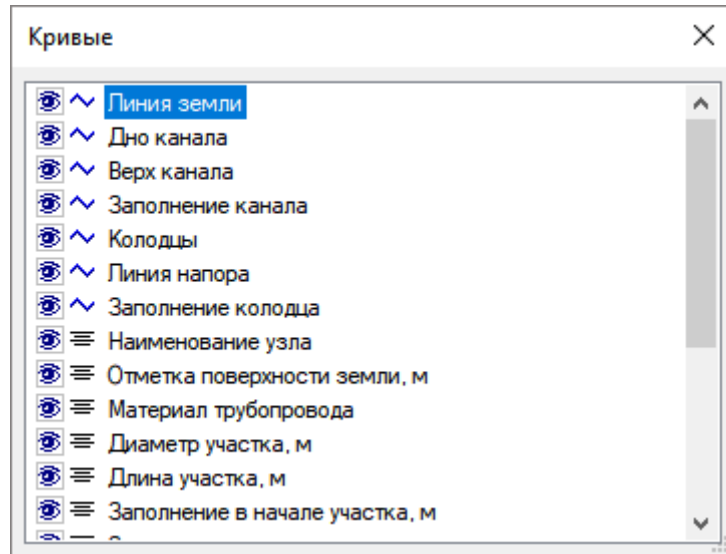 Кривые
Линия земли
Дно канала
Верх канала
Заполнение канала
Колодцы
Линия напора
Заполнение колодца
Наименование узла
Отметка поверхности земли, м
Материал трубопровода
Диаметр участка, м
Длина участка, м
Заполнение в начале участка, м